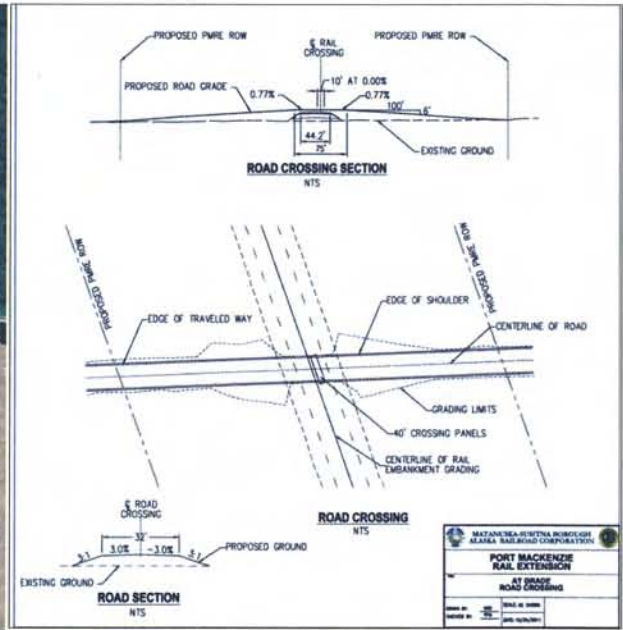 PROPOSED PMRE ROW
℄ RAIL
CROSSING
PROPOSED PMRE ROW
PROPOSED ROAD GRADE
10' AT 0.00%
0.77%
0.77%
100'
6'
EXISTING GROUND
44.2'
75'
ROAD CROSSING SECTION
NTS
PROPOSED PMRE ROW
PROPOSED PMRE ROW
EDGE OF TRAVELED WAY
EDGE OF SHOULDER
CENTERLINE OF ROAD
GRADING LIMITS
40' CROSSING PANELS
CENTERLINE OF RAIL
EMBANKMENT GRADING
ROAD CROSSING
NTS
℄ ROAD
CROSSING
32'
3.0%
-3.0%
PROPOSED GROUND
EXISTING GROUND
ROAD SECTION
NTS
MATANUSKA-SUSITNA BOROUGH
ALASKA RAILROAD CORPORATION
PORT MACKENZIE
RAIL EXTENSION
AT GRADE
ROAD CROSSING